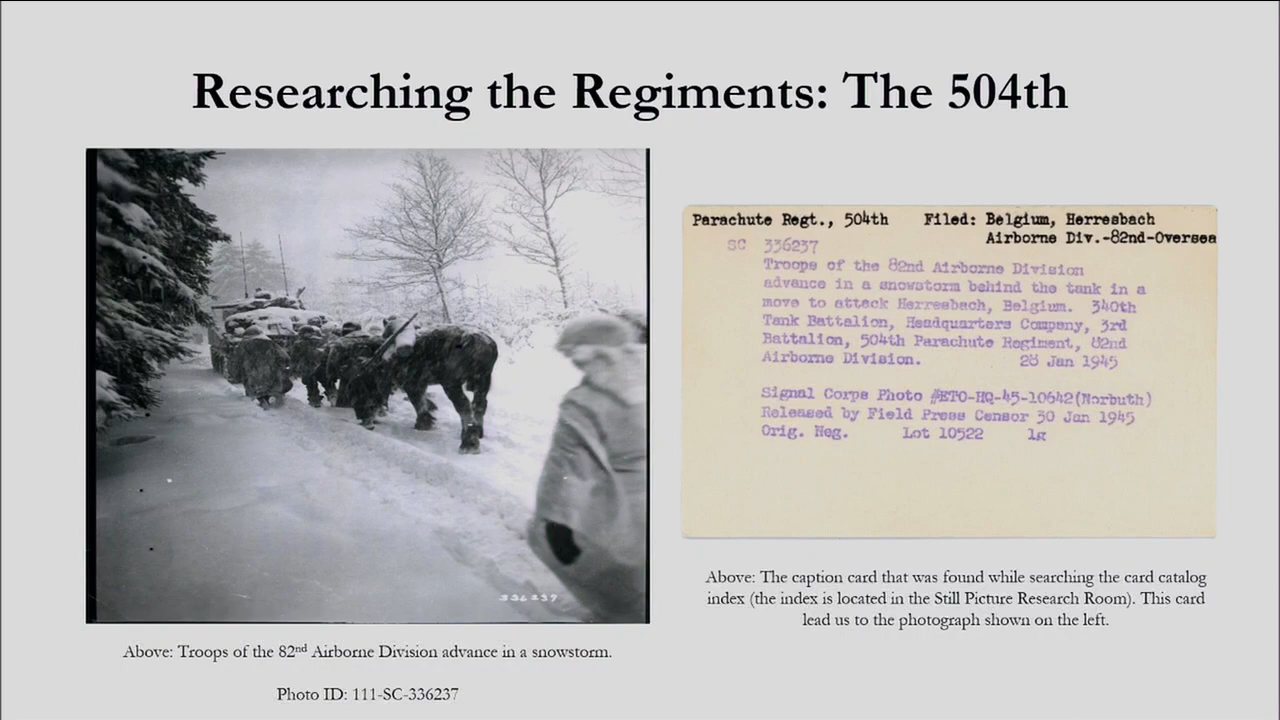 Researching the Regiments: The 504th
336237
Above: Troops of the 82nd Airborne Division advance in a snowstorm.
Photo ID: 111-SC-336237
Parachute Regt., 504th Filed: Belgium, Herresbach
Airborne Div.-82nd-Oversea
SC 336237
Troops of the 82nd Airborne Division
advance in a snowstorm behind the tank in a
move to attack Herresbach, Belgium. 340th
Tank Battalion, Headquarters Company, 3rd
Battalion, 504th Parachute Regiment, 82nd
Airborne Division. 28 Jan 1945
Signal Corps Photo #ETO-HQ-45-10642(Norbuth)
Released by Field Press Censor 30 Jan 1945
Orig. Neg. Lot 10522 lg
Above: The caption card that was found while searching the card catalog
index (the index is located in the Still Picture Research Room). This card
lead us to the photograph shown on the left.